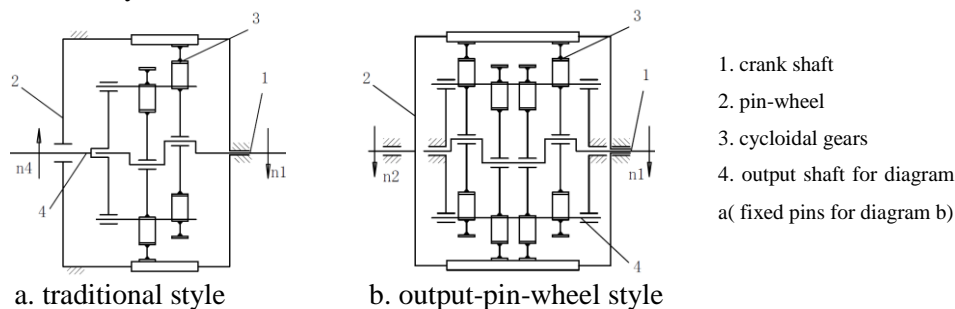 3
3
2
1
2
1
n4
n1
n2
n1
4
4
1. crank shaft
2. pin-wheel
3. cycloidal gears
4. output shaft for diagram
a( fixed pins for diagram b)
a. traditional style
b. output-pin-wheel style